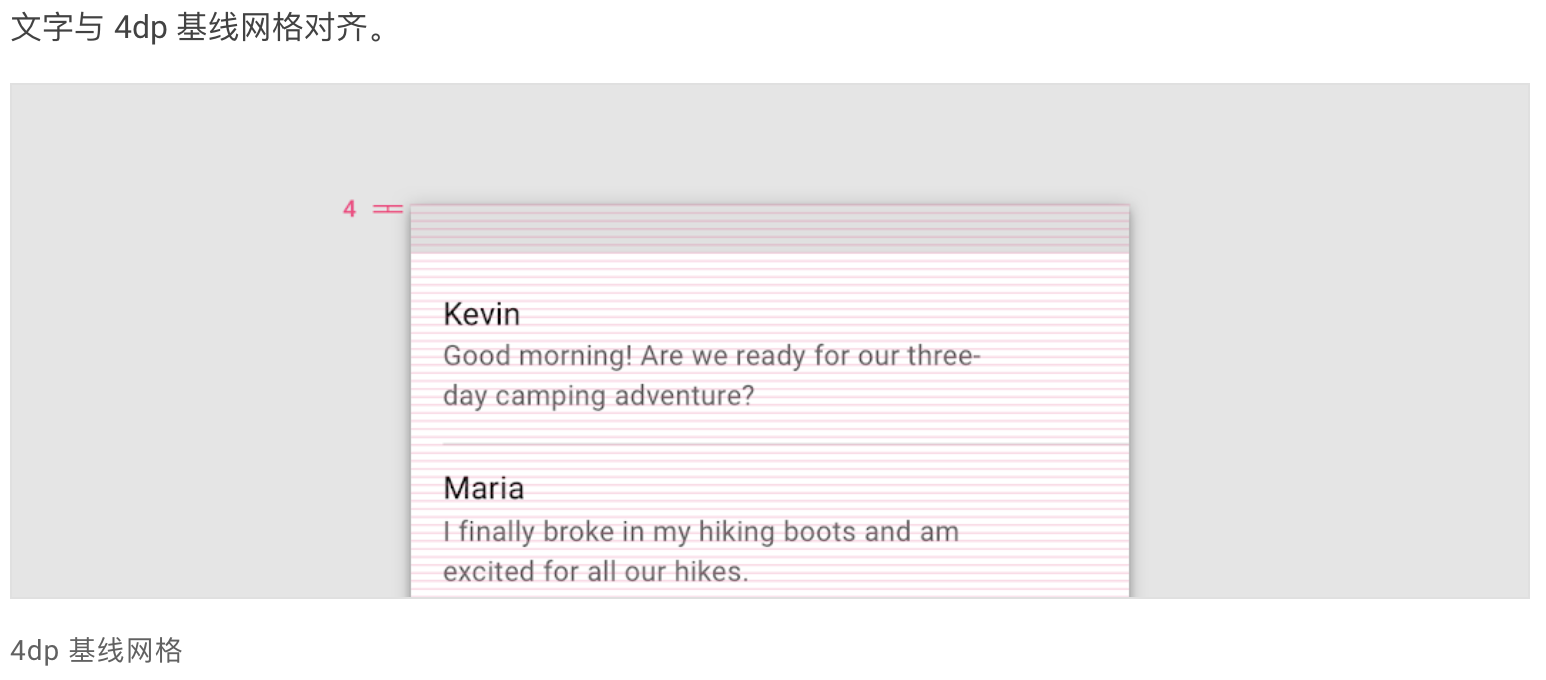 文字与 4dp 基线网格对齐。
4
Kevin
Good morning! Are we ready for our three-
day camping adventure?
Maria
I finally broke in my hiking boots and am
excited for all our hikes.
4dp 基线网格